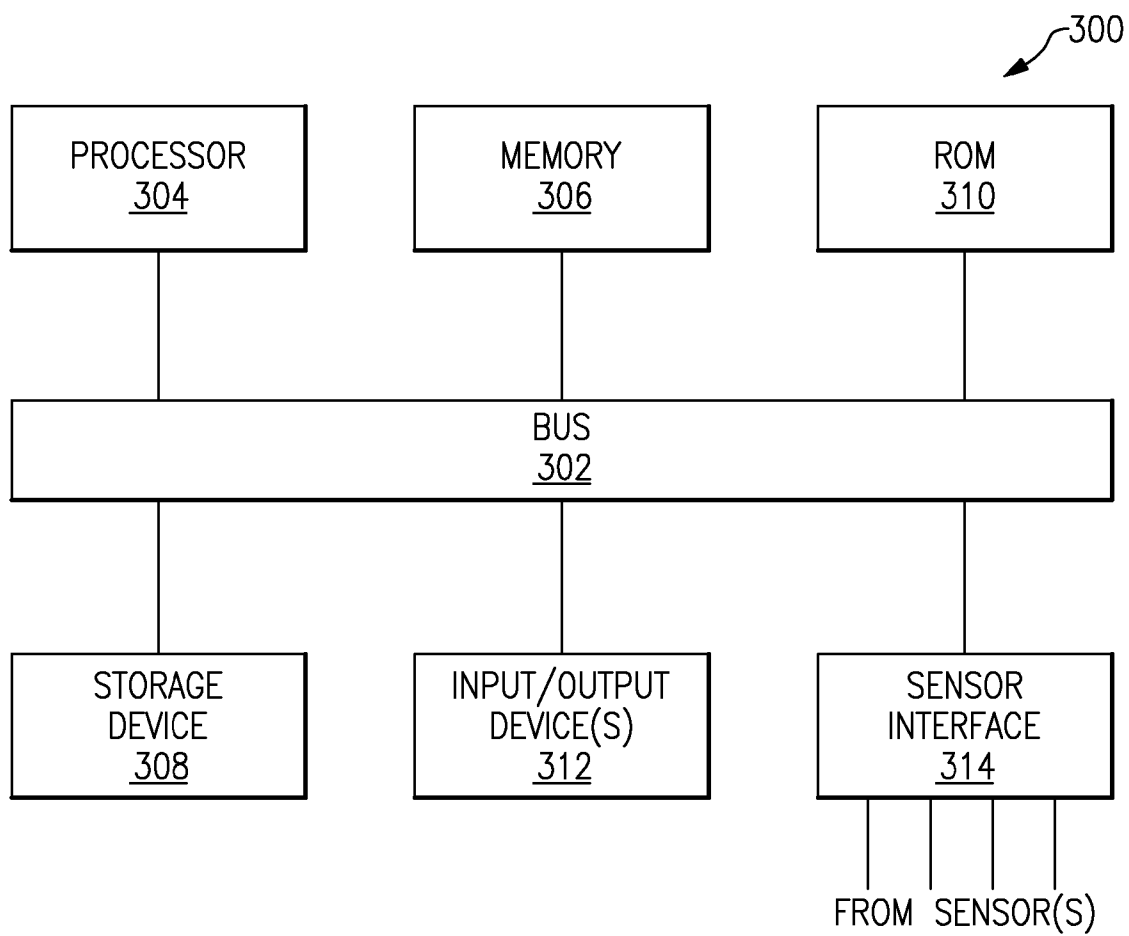 300
PROCESSOR
304
MEMORY
306
ROM
310
BUS
302
STORAGE
DEVICE
308
INPUT/OUTPUT
DEVICE(S)
312
SENSOR
INTERFACE
314
FROM SENSOR(S)